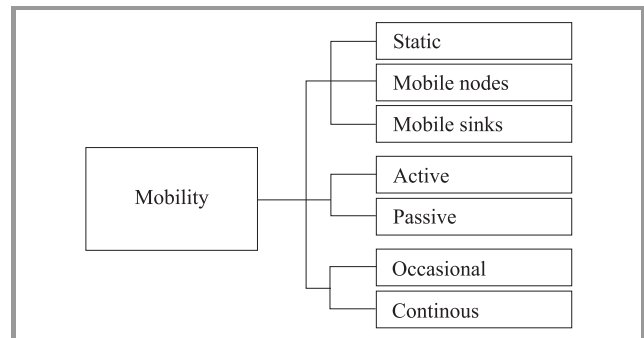 Static
Mobile nodes
Mobile sinks
Mobility
Active
Passive
Occasional
Continous